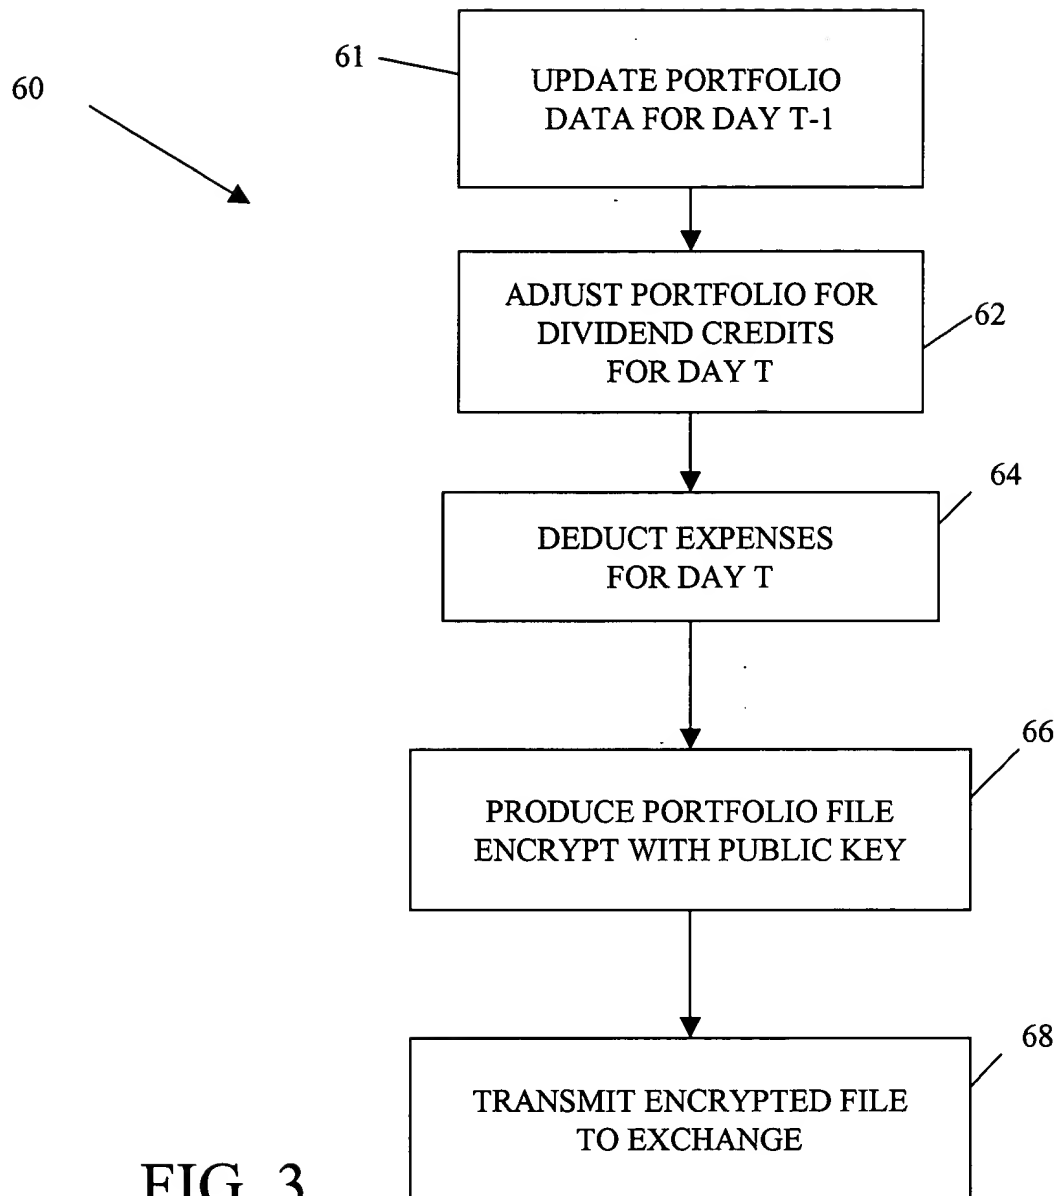 61
60
UPDATE PORTFOLIO
DATA FOR DAY T-1
ADJUST PORTFOLIO FOR
DIVIDEND CREDITS
FOR DAY T
62
64
DEDUCT EXPENSES
FOR DAY T
66
PRODUCE PORTFOLIO FILE
ENCRYPT WITH PUBLIC KEY
68
TRANSMIT ENCRYPTED FILE
TO EXCHANGE
FIG. 3